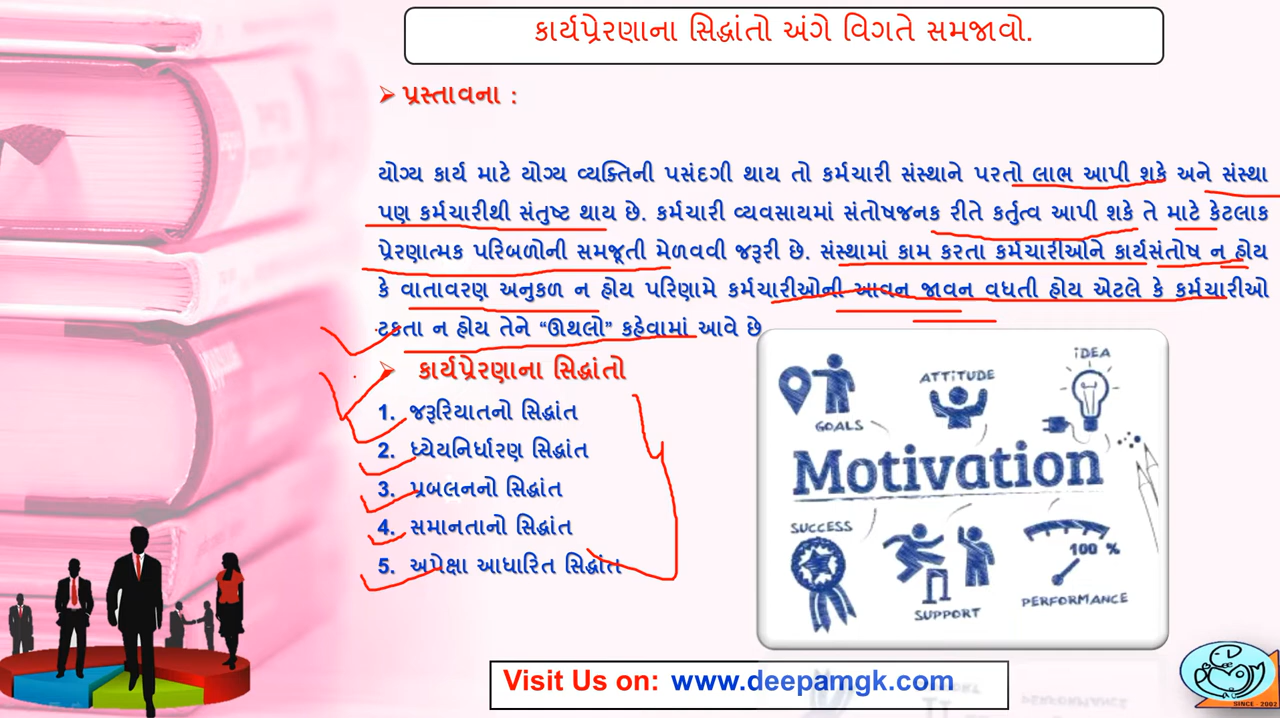 કાર્યપ્રેરણાના સિદ્ધાંતો અંગે વિગતે સમજાવો.
➢ પ્રસ્તાવના :
યોગ્ય કાર્ય માટે યોગ્ય વ્યક્તિની પસંદગી થાય તો કર્મચારી સંસ્થાને પરતો લાભ આપી શકે અને સંસ્થા
પણ કર્મચારીથી સંતુષ્ટ થાય છે. કર્મચારી વ્યવસાયમાં સંતોષજનક રીતે કર્તૃત્વ આપી શકે તે માટે કેટલાક
પ્રેરણાત્મક પરિબળોની સમજૂતી મેળવવી જરૂરી છે. સંસ્થામાં કામ કરતા કર્મચારીઓને કાર્યસંતોષ ન હોય
કે વાતાવરણ અનુકળ ન હોય પરિણામે કર્મચારીઓની આવન જાવન વધતી હોય એટલે કે કર્મચારીઓ
ટકતા ન હોય તેને “ઊથલો” કહેવામાં આવે છે
➢ કાર્યપ્રેરણાના સિદ્ધાંતો
1. જરૂરિયાતનો સિદ્ધાંત
2. ધ્યેયનિર્ધારણ સિદ્ધાંત
3. પ્રબલનનો સિદ્ધાંત
4. સમાનતાનો સિદ્ધાંત
5. અપેક્ષા આધારિત સિદ્ધાંત
GOALS
ATTITUDE
iDEA
Motivation
SUCCESS
SUPPORT
100 %
PERFORMANCE
Visit Us on: www.deepamgk.com
SINCE - 2002